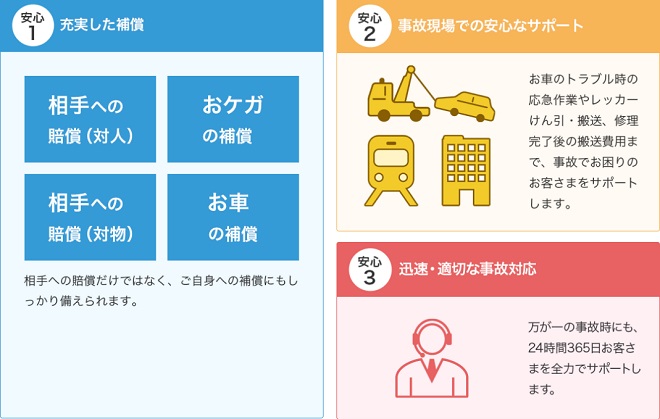 安心
1
充実した補償
相手への
賠償（対人）
おケガ
の補償
相手への
賠償（対物）
お車
の補償
相手への賠償だけではなく、ご自身への補償にもし
っかり備えられます。
安心
2
事故現場での安心なサポート
お車のトラブル時の
応急作業やレッカー
けん引・搬送、修理
完了後の搬送費用ま
で、事故でお困りの
お客さまをサポート
します。
安心
3
迅速・適切な事故対応
万が一の事故時にも、
24時間365日お客さ
まを全力でサポートし
ます。